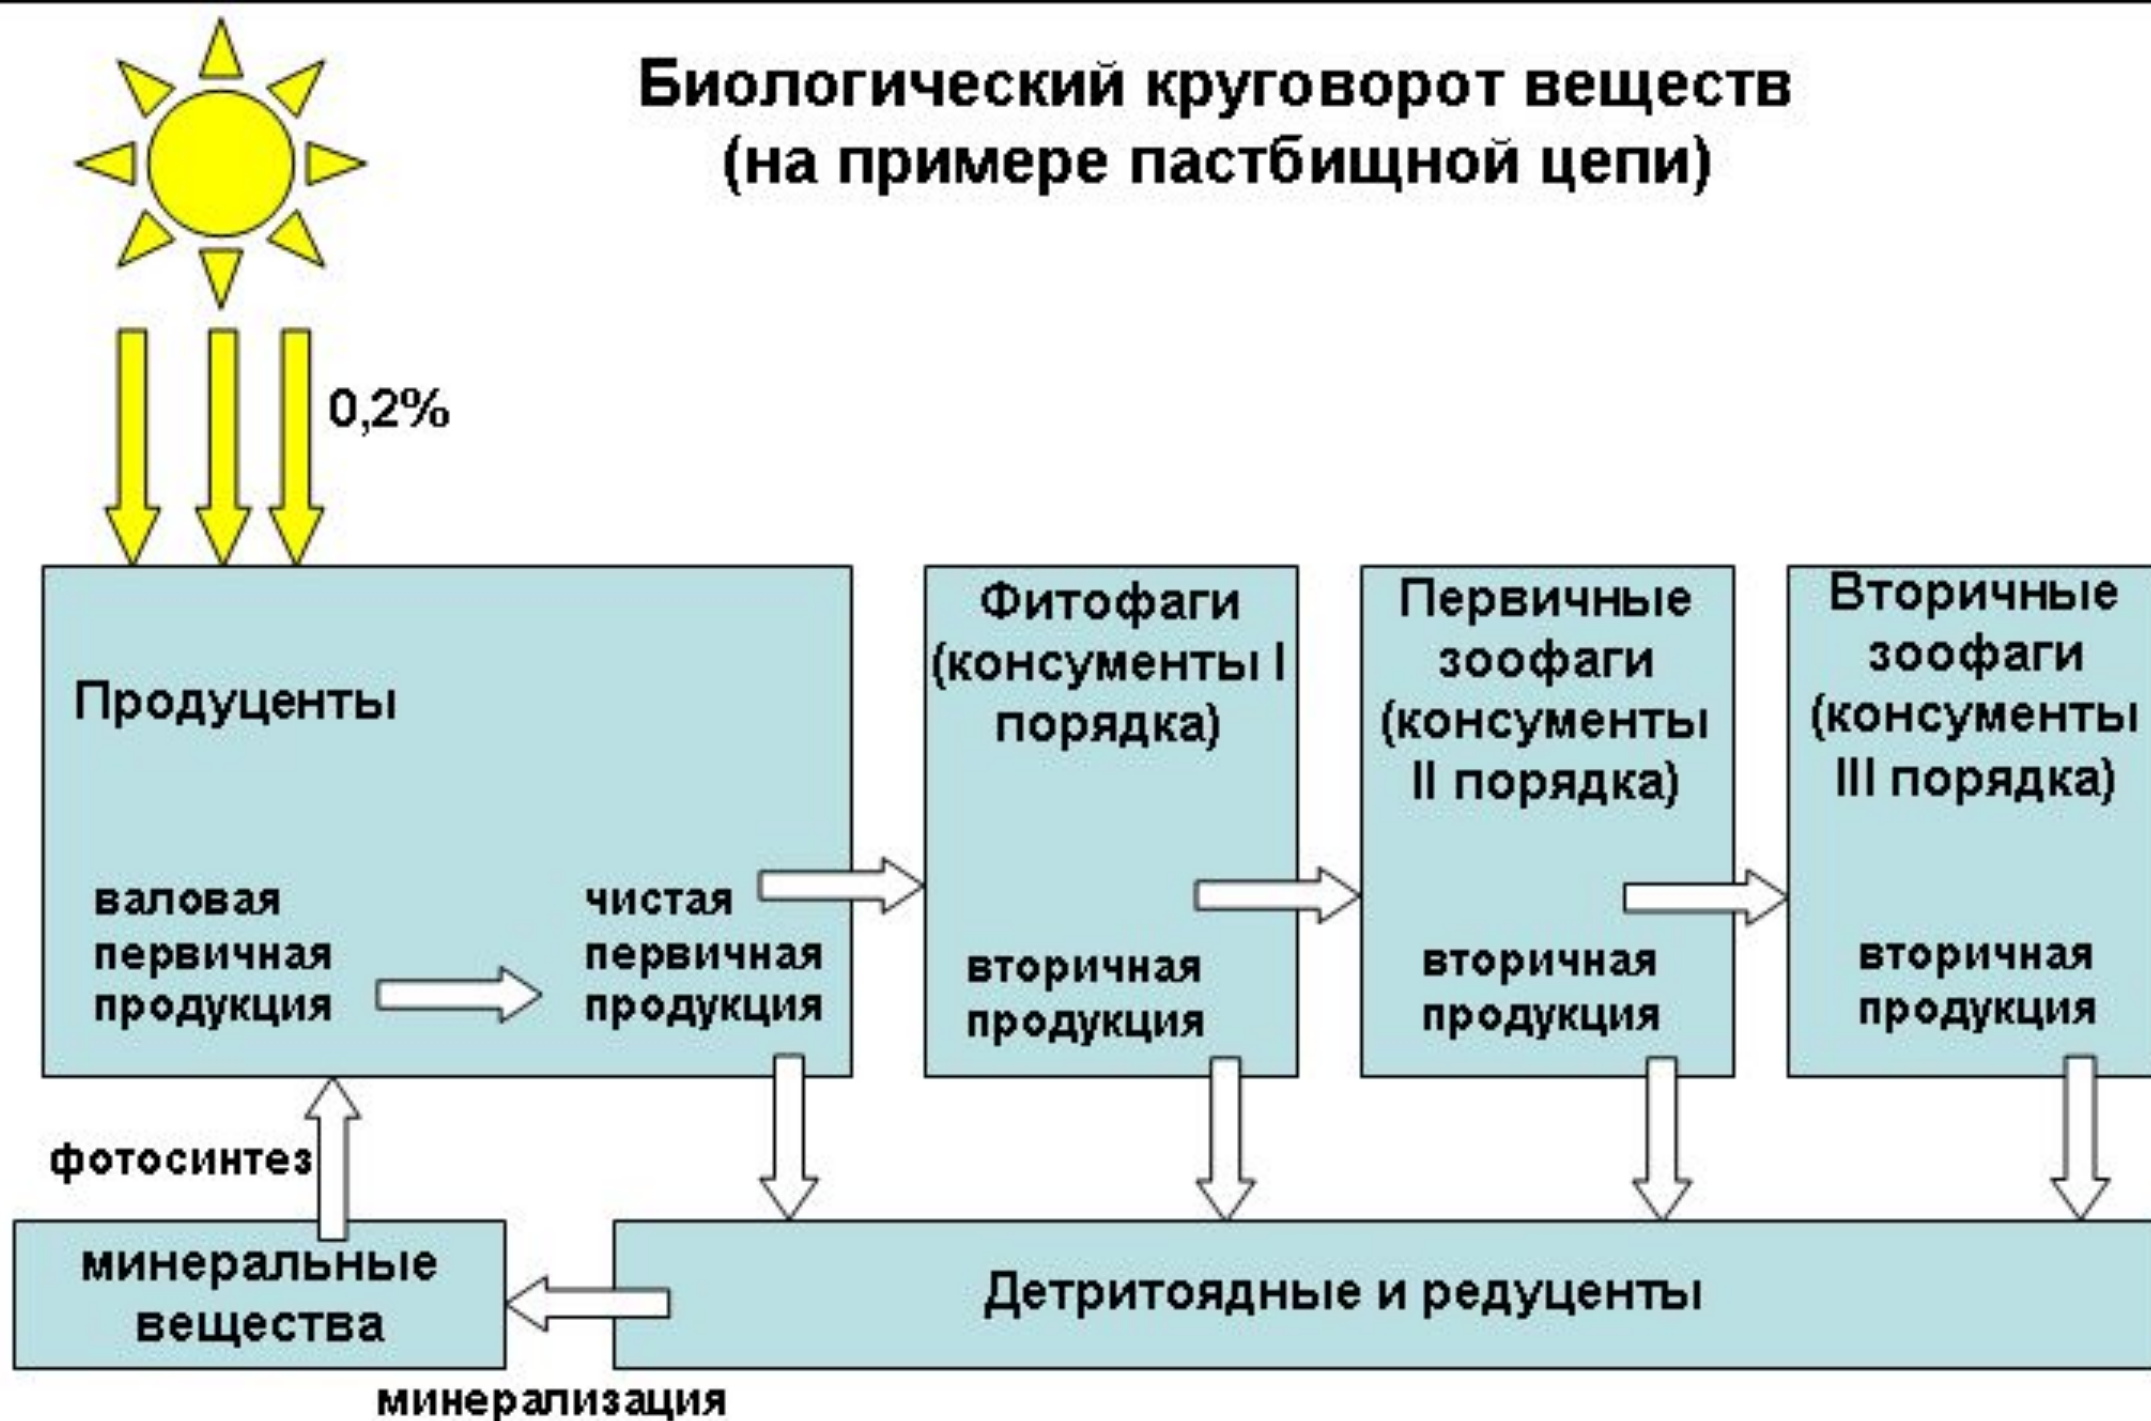 Биологический круговорот веществ
(на примере пастбищной цепи)
0,2%
Продуценты
валовая
первичная
продукция
чистая
первичная
продукция
Фитофаги
(консументы I
порядка)
вторичная
продукция
Первичные
зоофаги
(консументы
II порядка)
вторичная
продукция
Вторичные
зоофаги
(консументы
III порядка)
вторичная
продукция
фотосинтез
минеральные
вещества
Детритоядные и редуценты
минерализация